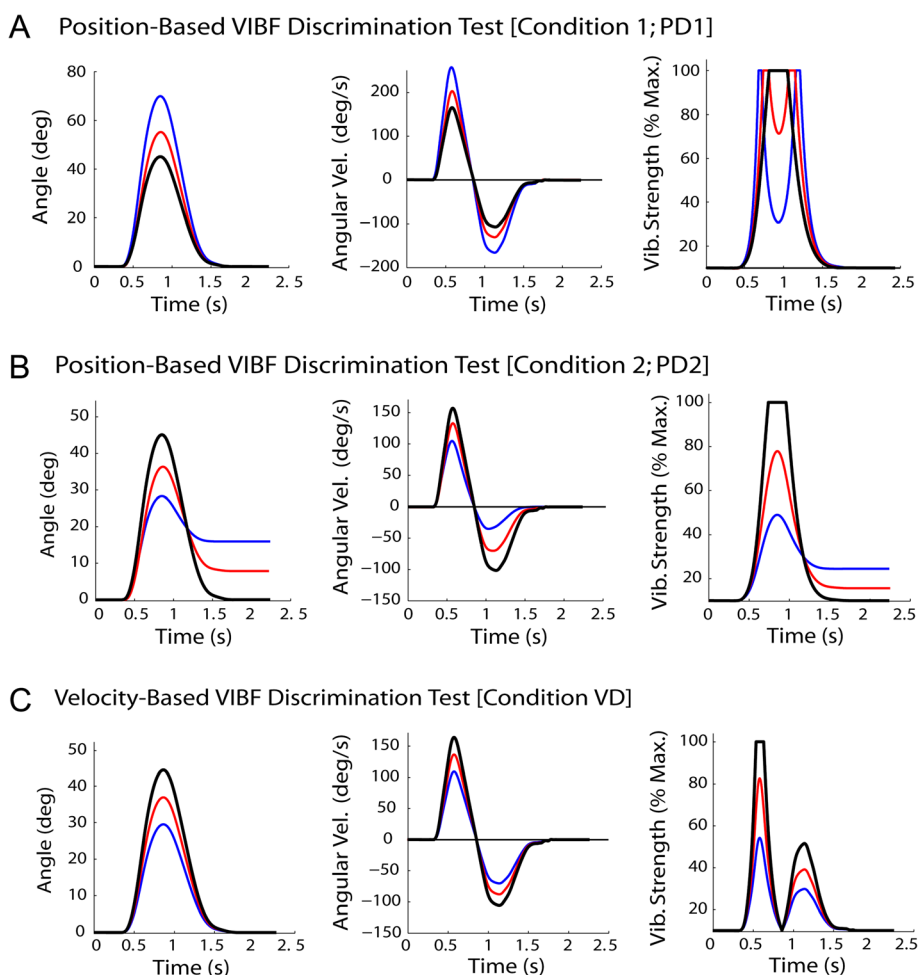 A
Position-Based VIBF Discrimination Test [Condition 1; PD1]
Angle (deg)
80
60
40
20
0
0 0.5 1 1.5 2 2.5
Time (s)
Angular Vel. (deg/s)
200
100
0
−100
−200
0 0.5 1 1.5 2 2.5
Time (s)
Vib. Strength (% Max.)
100
80
60
40
20
0 0.5 1 1.5 2 2.5
Time (s)
B
Position-Based VIBF Discrimination Test [Condition 2; PD2]
Angle (deg)
50
40
30
20
10
0
0 0.5 1 1.5 2 2.5
Time (s)
Angular Vel. (deg/s)
150
100
50
0
−50
−100
−150
0 0.5 1 1.5 2 2.5
Time (s)
Vib. Strength (% Max.)
100
80
60
40
20
0 0.5 1 1.5 2 2.5
Time (s)
C
Velocity-Based VIBF Discrimination Test [Condition VD]
Angle (deg)
50
40
30
20
10
0
0 0.5 1 1.5 2 2.5
Time (s)
Angular Vel. (deg/s)
150
100
50
0
−50
−100
−150
0 0.5 1 1.5 2 2.5
Time (s)
Vib. Strength (% Max.)
100
80
60
40
20
0 0.5 1 1.5 2 2.5
Time (s)